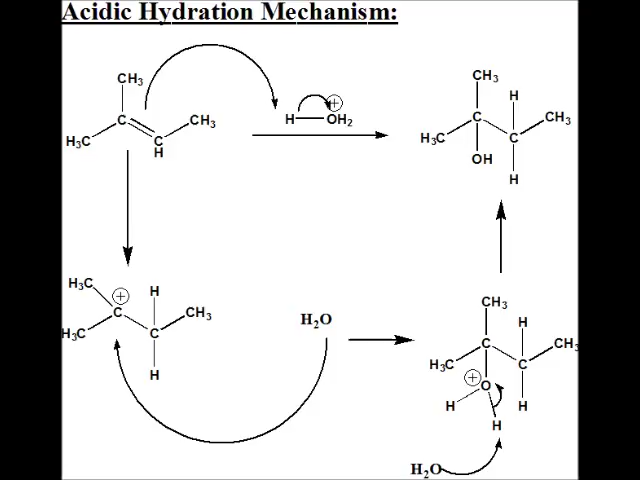 Acidic Hydration Mechanism:
CH3
H3C C CH3
C
H
H OH2
+
CH3
H
H3C C CH3
C
OH
H
H3C
+
H
C CH3
H3C C
H
H2O
CH3
H
C CH3
H3C C
+
O
H H
H
H2O